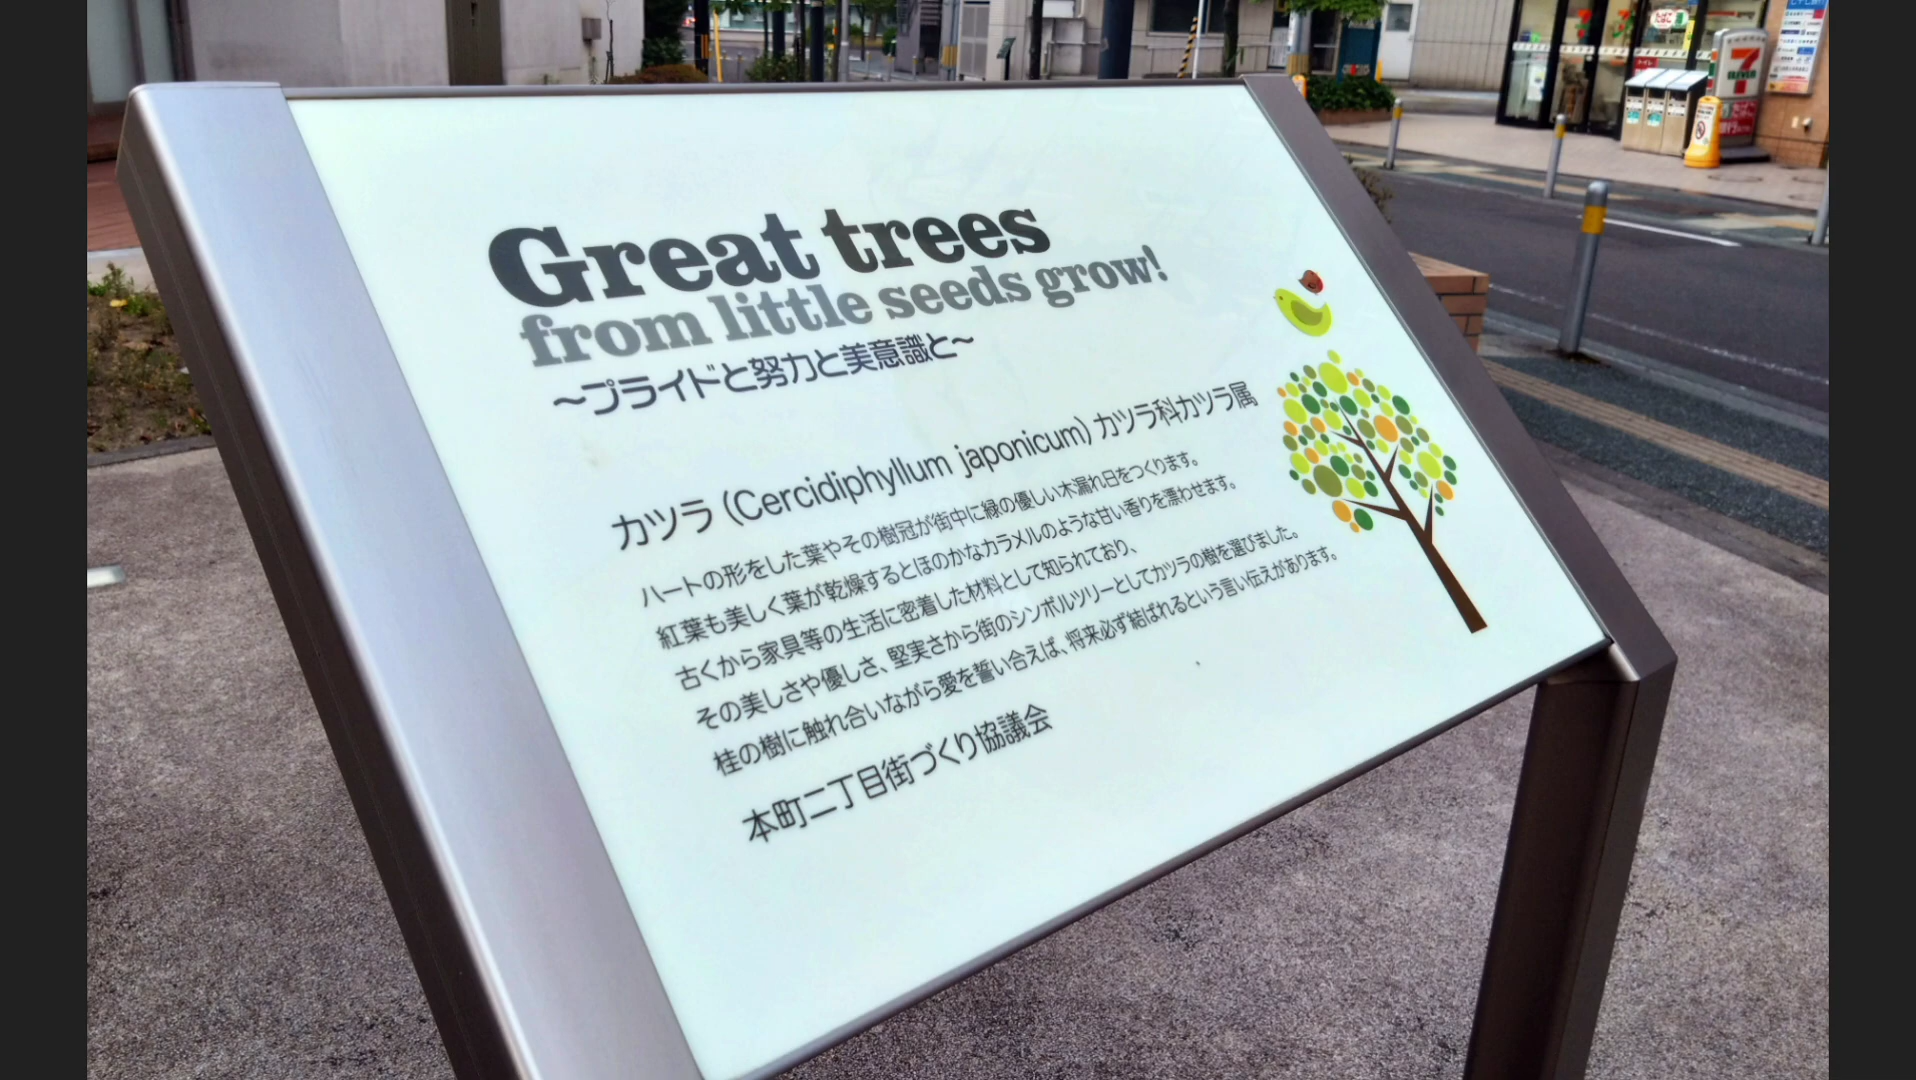 Great trees
from little seeds grow!
～プライドと努力と美意識と～
カツラ(Cercidiphyllum japonicum)カツラ科カツラ属
ハートの形をした葉やその樹冠が街中に緑の優しい木漏れ日をつくります。
紅葉も美しく葉が乾燥するとほのかなカラメルのような甘い香りを漂わせます。
古くから家具等の生活に密着した材料として知られており、
その美しさや優しさ、堅実さから街のシンボルツリーとしてカツラの樹を選びました。
桂の樹に触れ合いながら愛を誓い合えば、将来必ず結ばれるという言い伝えがあります。
本町二丁目街づくり協議会
たばこ
7
ELEVEN